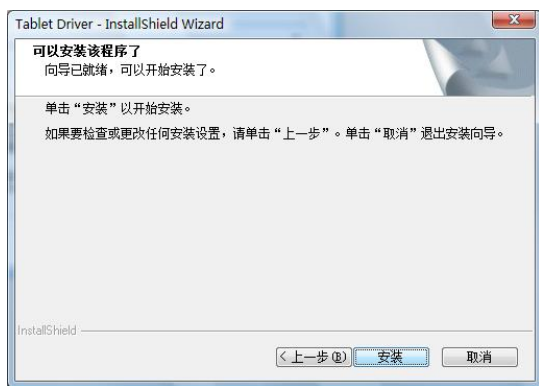 Tablet Driver - InstallShield Wizard
可以安装该程序了
向导已就绪，可以开始安装了。
单击“安装”以开始安装。
如果要检查或更改任何安装设置，请单击“上一步”。单击“取消”退出安装向导。
InstallShield
< 上一步(B) 安装 取消